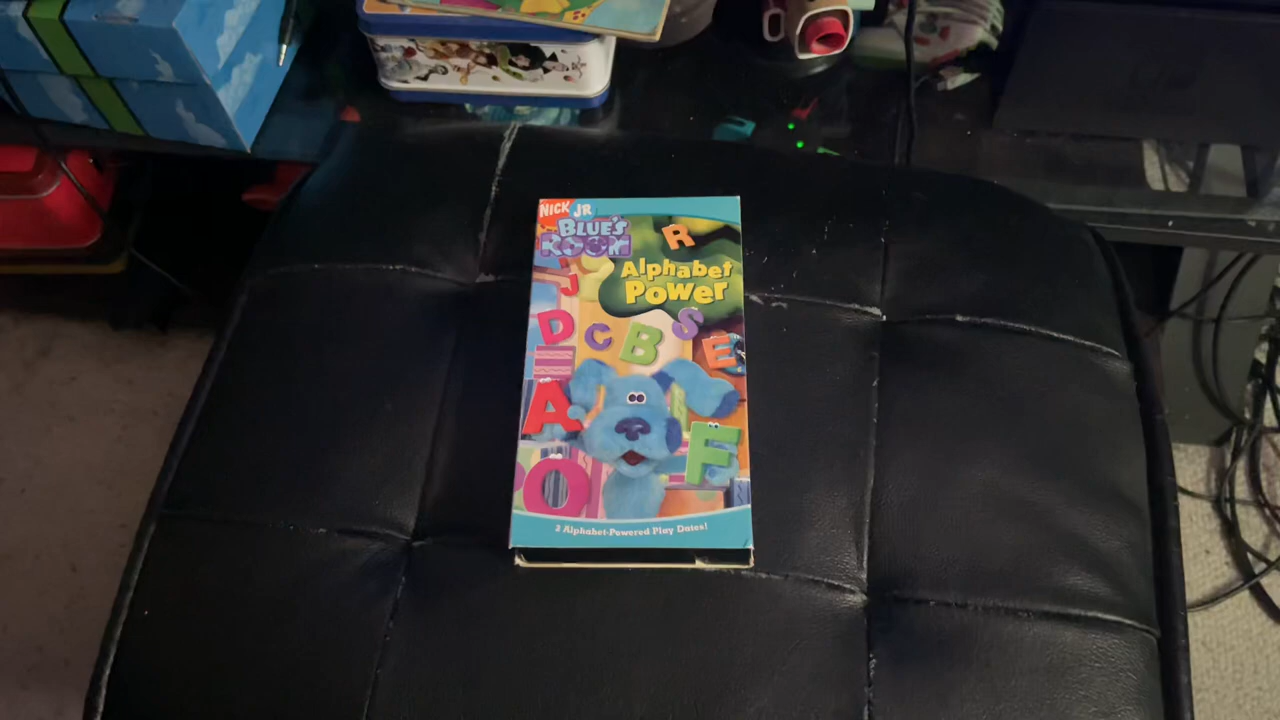 NICK JR
BLUE'S
ROOM
R
Alphabet
Power
J
D C B S E
A
F
O
2 Alphabet-Powered Play Dates!